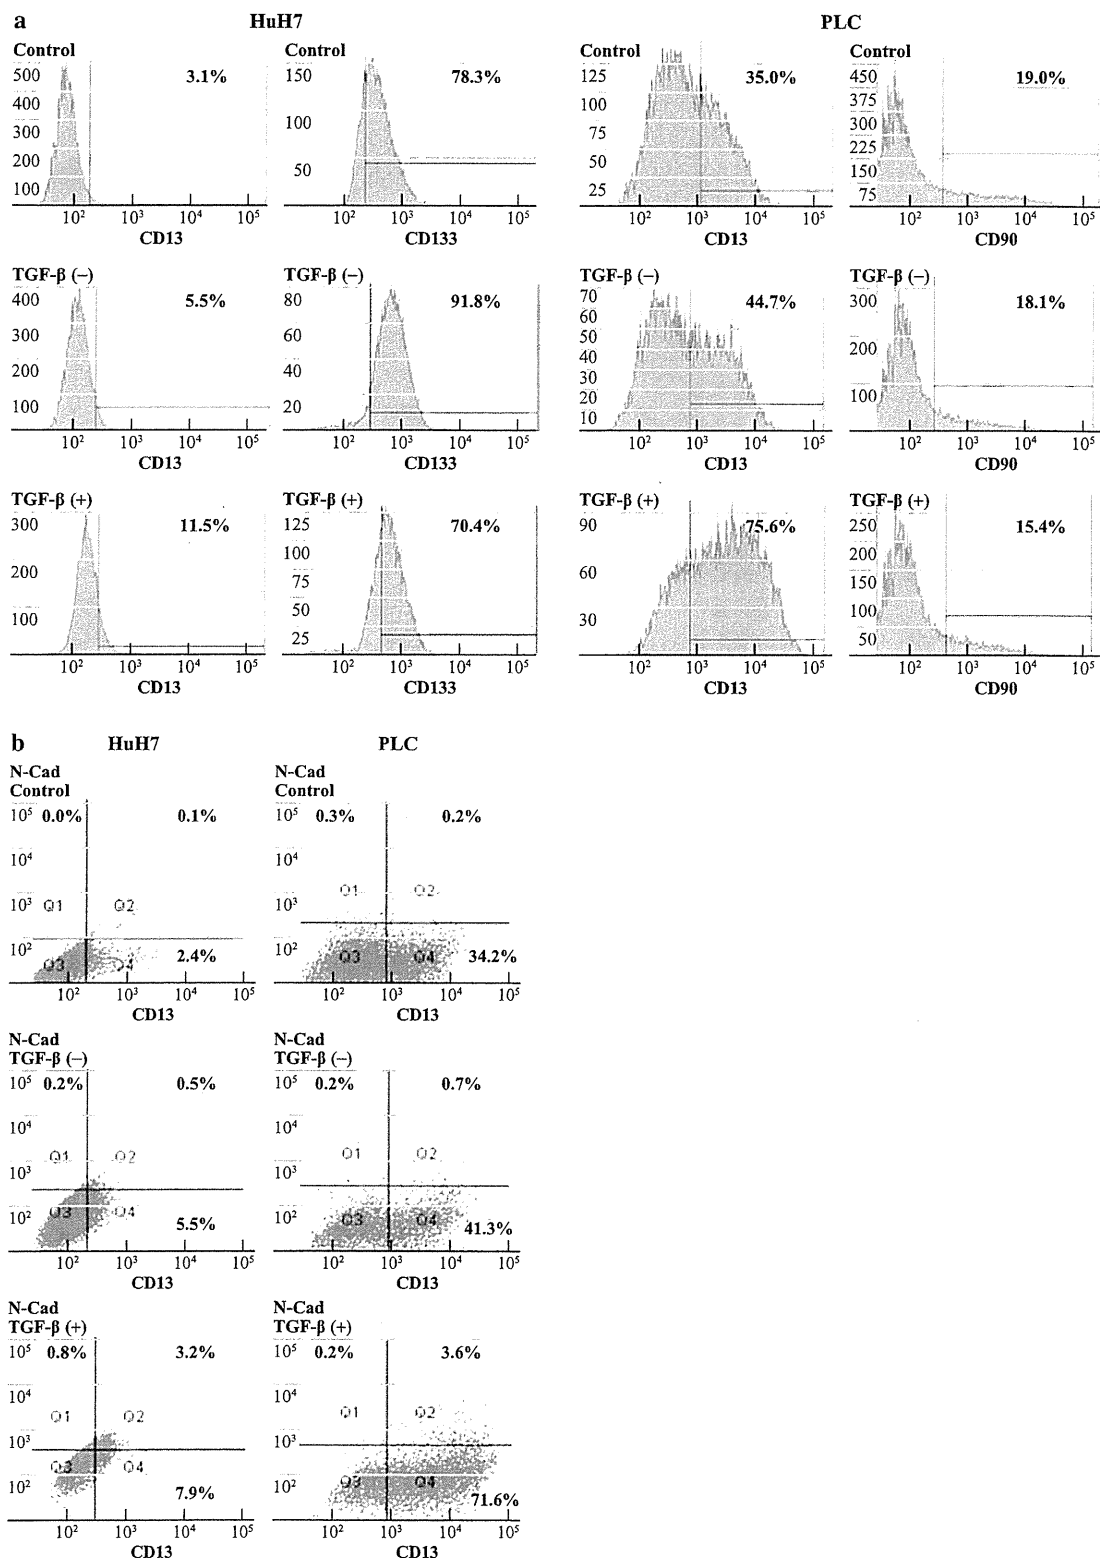 a
HuH7
PLC
Control
500
400
300
200
100
3.1%
10² 10³ 10⁴ 10⁵
CD13
Control
150
100
50
78.3%
10² 10³ 10⁴ 10⁵
CD133
Control
125
100
75
50
25
35.0%
10² 10³ 10⁴ 10⁵
CD13
Control
450
375
300
225
150
75
19.0%
10² 10³ 10⁴ 10⁵
CD90
TGF-β (–)
400
300
200
100
5.5%
10² 10³ 10⁴ 10⁵
CD13
TGF-β (–)
80
60
40
20
91.8%
10² 10³ 10⁴ 10⁵
CD133
TGF-β (–)
70
60
50
40
30
20
10
44.7%
10² 10³ 10⁴ 10⁵
CD13
TGF-β (–)
300
200
100
18.1%
10² 10³ 10⁴ 10⁵
CD90
TGF-β (+)
300
200
100
11.5%
10² 10³ 10⁴ 10⁵
CD13
TGF-β (+)
125
100
75
50
25
70.4%
10² 10³ 10⁴ 10⁵
CD133
TGF-β (+)
90
60
30
75.6%
10² 10³ 10⁴ 10⁵
CD13
TGF-β (+)
250
200
150
100
50
15.4%
10² 10³ 10⁴ 10⁵
CD90
b
HuH7
PLC
N-Cad
Control
10⁵ 0.0% 0.1%
10⁴
10³ Q1 Q2
10² Q3 Q4 2.4%
10² 10³ 10⁴ 10⁵
CD13
N-Cad
Control
10⁵ 0.3% 0.2%
10⁴
Q1 Q2
10³
10² Q3 Q4 34.2%
10² 10³ 10⁴ 10⁵
CD13
N-Cad
TGF-β (–)
10⁵ 0.2% 0.5%
10⁴
Q1 Q2
10³
10² Q3 Q4
5.5%
10² 10³ 10⁴ 10⁵
CD13
N-Cad
TGF-β (–)
10⁵ 0.2% 0.7%
10⁴
Q1 Q2
10³
10² Q3 Q4 41.3%
10² 10³ 10⁴ 10⁵
CD13
N-Cad
TGF-β (+)
10⁵ 0.8% 3.2%
10⁴
Q1 Q2
10³
Q3 Q4
10²
7.9%
10² 10³ 10⁴ 10⁵
CD13
N-Cad
TGF-β (+)
10⁵ 0.2% 3.6%
10⁴
Q1 Q2
10³
10² Q3 Q4
71.6%
10² 10³ 10⁴ 10⁵
CD13